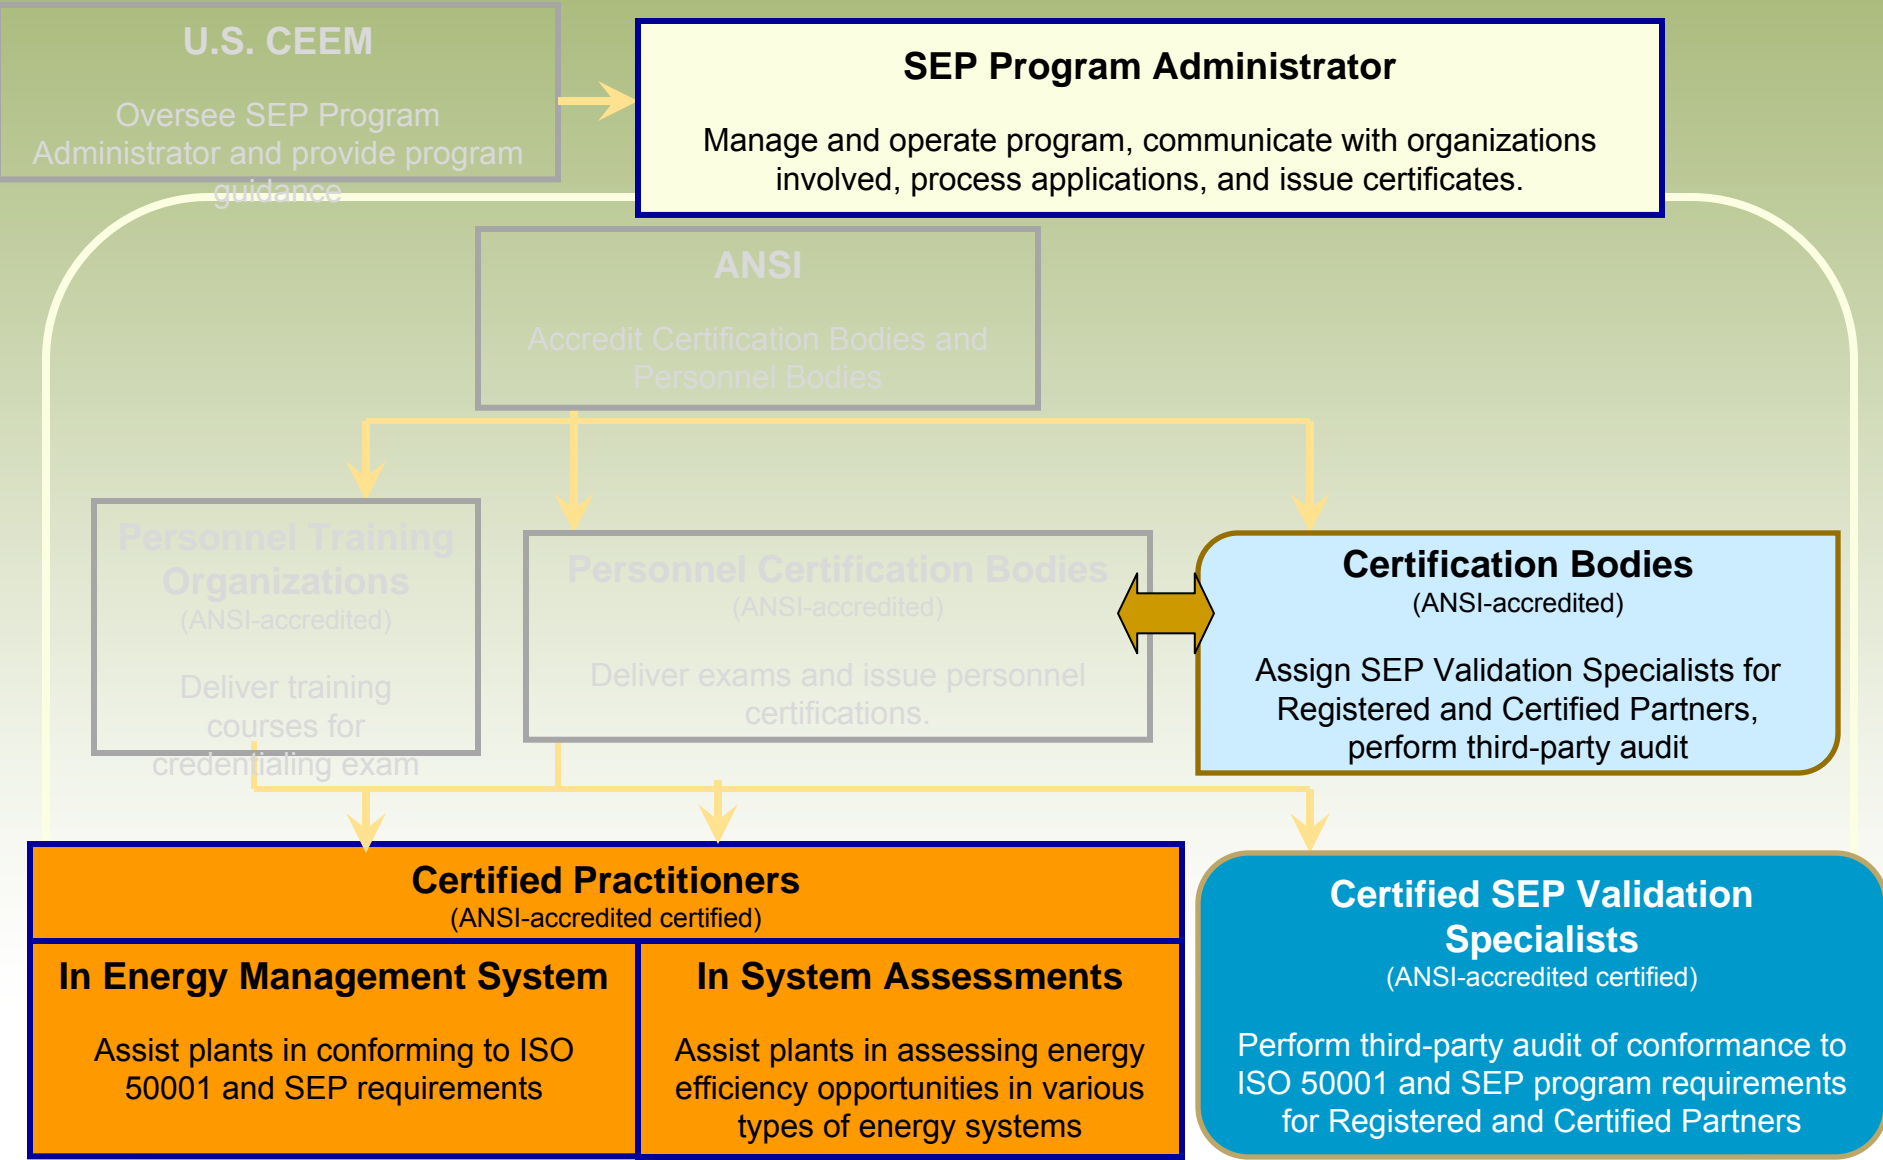 U.S. CEEM
Oversee SEP Program
Administrator and provide program
guidance
SEP Program Administrator
Manage and operate program, communicate with organizations
involved, process applications, and issue certificates.
ANSI
Accredit Certification Bodies and
Personnel Bodies
Personnel Training
Organizations
(ANSI-accredited)
Deliver training
courses for
credentialing exam
Personnel Certification Bodies
(ANSI-accredited)
Deliver exams and issue personnel
certifications.
Certification Bodies
(ANSI-accredited)
Assign SEP Validation Specialists for
Registered and Certified Partners,
perform third-party audit
Certified Practitioners
(ANSI-accredited certified)
In Energy Management System
Assist plants in conforming to ISO
50001 and SEP requirements
In System Assessments
Assist plants in assessing energy
efficiency opportunities in various
types of energy systems
Certified SEP Validation
Specialists
(ANSI-accredited certified)
Perform third-party audit of conformance to
ISO 50001 and SEP program requirements
for Registered and Certified Partners